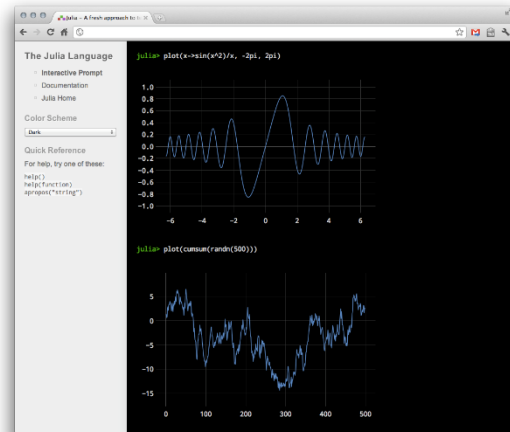 Julia – A fresh approach to te
The Julia Language
Interactive Prompt
Documentation
Julia Home
Color Scheme
Dark
Quick Reference
For help, try one of these:
help()
help(function)
apropos("string")
julia> plot(x->sin(x^2)/x, -2pi, 2pi)
1.0
0.8
0.6
0.4
0.2
0.0
−0.2
−0.4
−0.6
−0.8
−1.0
−6 −4 −2 0 2 4 6
julia> plot(cumsum(randn(500)))
5
0
−5
−10
−15
0 100 200 300 400 500